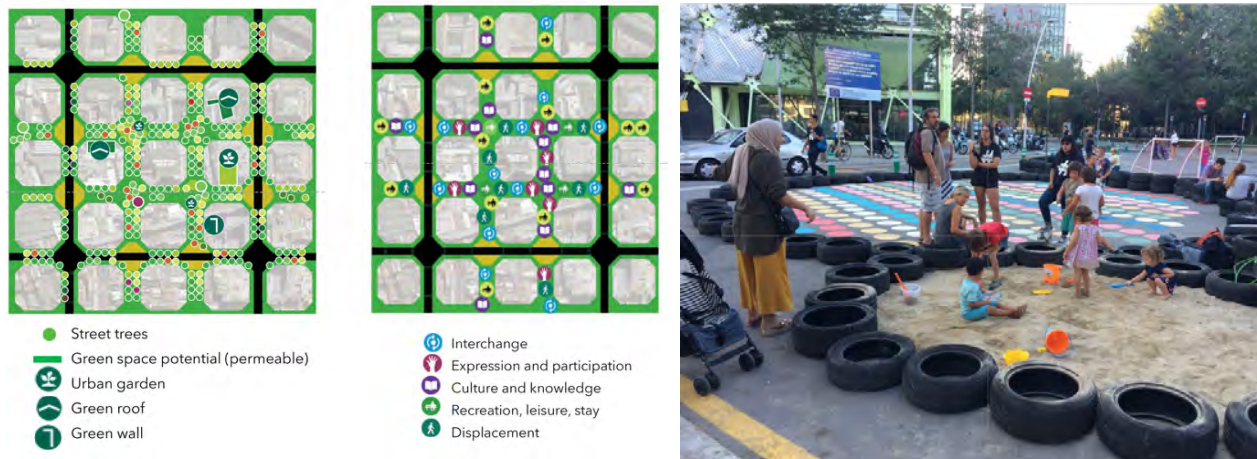 Street trees
Green space potential (permeable)
Urban garden
Green roof
Green wall
Interchange
Expression and participation
Culture and knowledge
Recreation, leisure, stay
Displacement